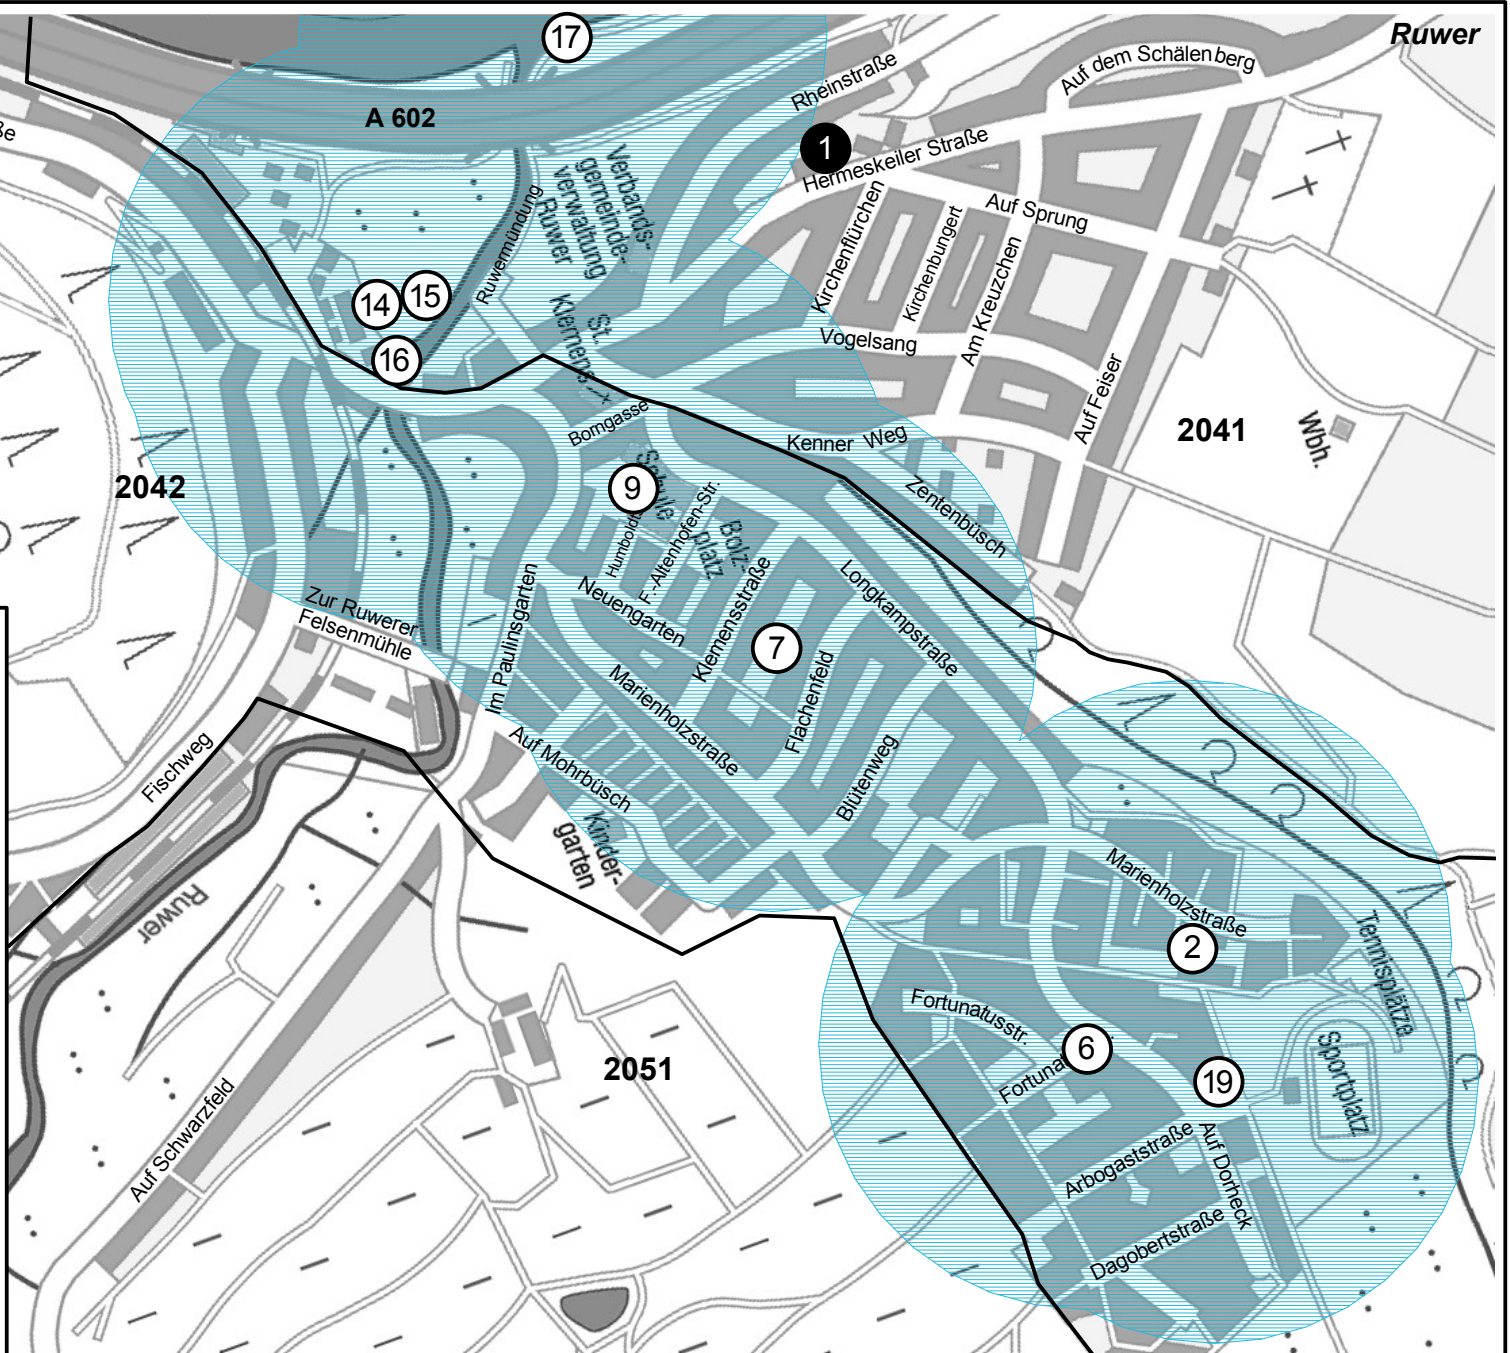 Ruwer
17
A 602
Rheinstraße
Auf dem Schälenberg
ße
1
Hermeskeiler Straße
Verbands-
gemeinde-
verwaltung
Ruwer
Ruwermündung
Kirchenflürchen
Kirchenbungert
Auf Sprung
Am Kreuzchen
14
15
16
St.
Klemens
Vogelsang
Auf Feiser
2041
Wbh.
Borngasse
Kenner Weg
Zentenbüsch
2042
9
Schule
Humboldt
F.-Altenhofen-Str.
Bolz-
platz
Klemensstraße
Longkampstraße
Zur Ruwerer
Felsenmühle
Im Paulinsgarten
Neuengarten
7
Flachenfeld
Marienholzstraße
Blütenweg
Auf Mohrbüsch
Kinder-
garten
Fischweg
Ruwer
Marienholzstraße
2
Tennisplätze
Fortunatusstr.
6
Fortunat
19
Sportplatz
2051
Auf Schwarzfeld
Arbogaststraße
Auf Dorheck
Dagobertstraße